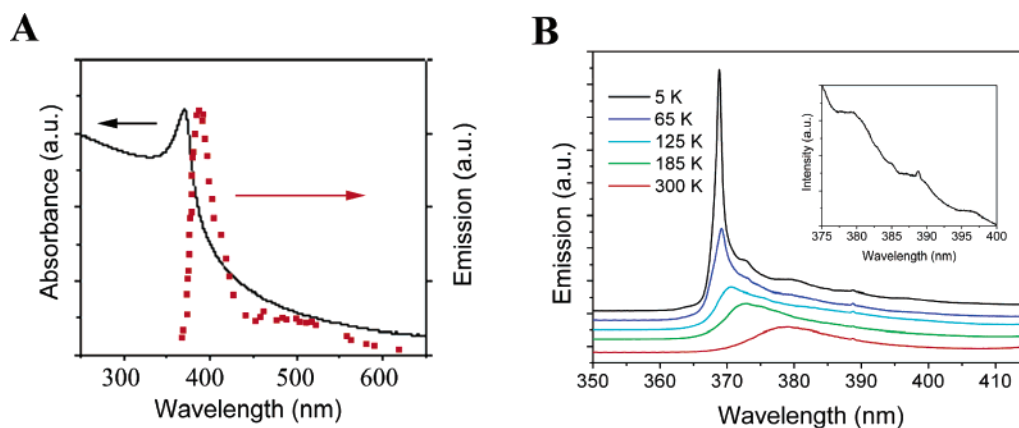 A
Absorbance (a.u.)
Emission (a.u.)
300 400 500 600
Wavelength (nm)
B
Emission (a.u.)
5 K
65 K
125 K
185 K
300 K
Intensity (a.u.)
375 380 385 390 395 400
Wavelength (nm)
350 360 370 380 390 400 410
Wavelength (nm)